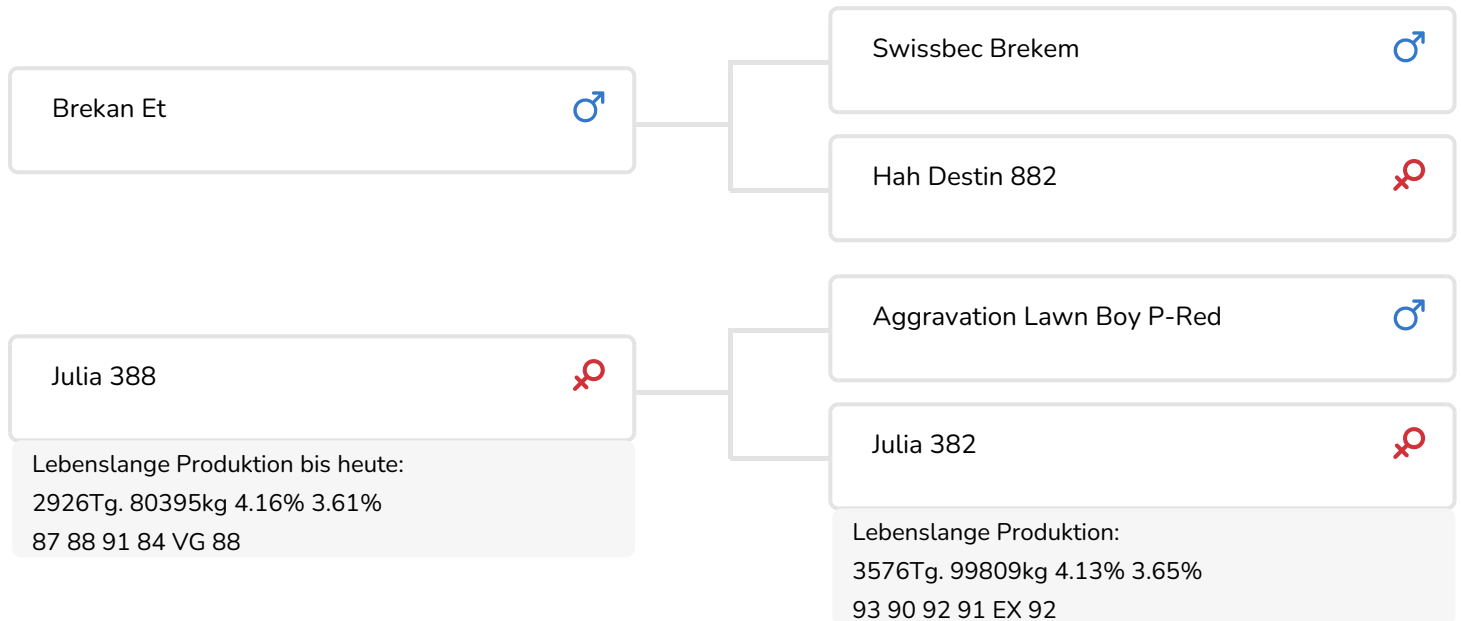 Swissbec Brekem
Brekan Et
Hah Destin 882
Aggravation Lawn Boy P-Red
Julia 388
Julia 382
Lebenslange Produktion bis heute:
2926Tg. 80395kg 4.16% 3.61%
87 88 91 84 VG 88
Lebenslange Produktion:
3576Tg. 99809kg 4.13% 3.65%
93 90 92 91 EX 92